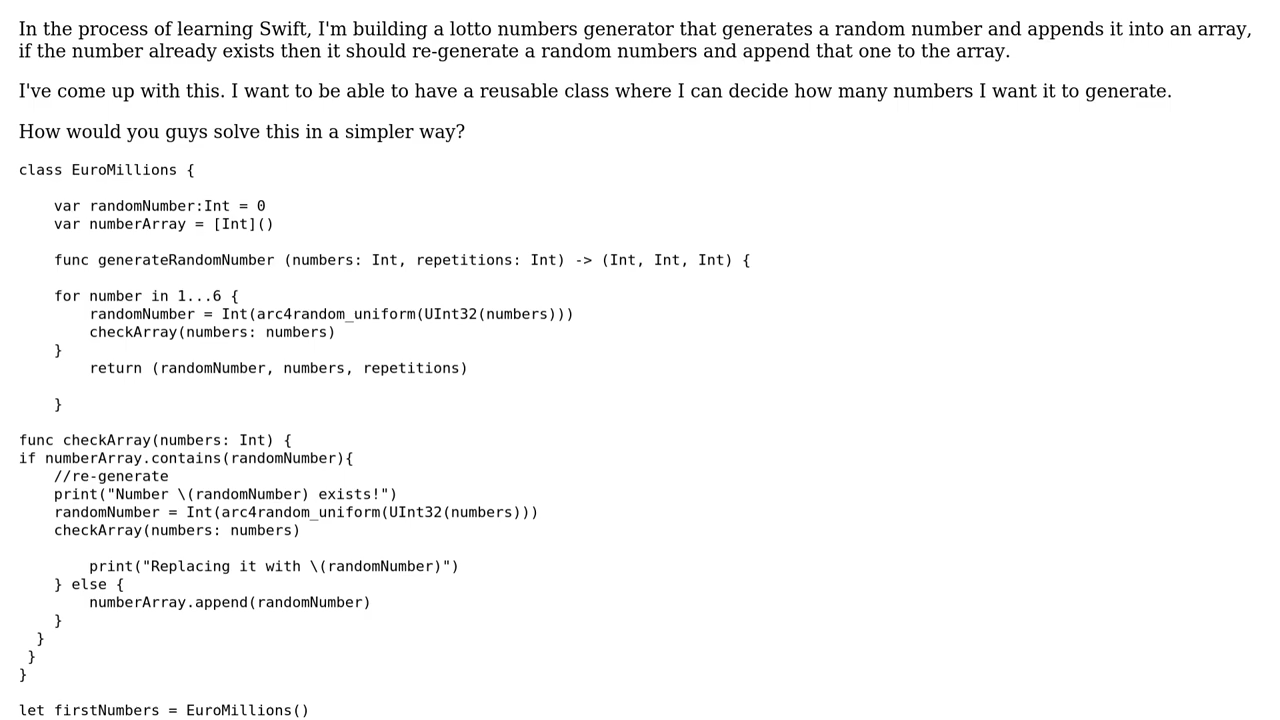 In the process of learning Swift, I'm building a lotto numbers generator that generates a random number and appends it into an array,
if the number already exists then it should re-generate a random numbers and append that one to the array.
I've come up with this. I want to be able to have a reusable class where I can decide how many numbers I want it to generate.
How would you guys solve this in a simpler way?
class EuroMillions {
    var randomNumber:Int = 0
    var numberArray = [Int]()
    func generateRandomNumber (numbers: Int, repetitions: Int) -> (Int, Int, Int) {
    for number in 1...6 {
        randomNumber = Int(arc4random_uniform(UInt32(numbers)))
        checkArray(numbers: numbers)
    }
        return (randomNumber, numbers, repetitions)
    }
func checkArray(numbers: Int) {
if numberArray.contains(randomNumber){
    //re-generate
    print("Number \(randomNumber) exists!")
    randomNumber = Int(arc4random_uniform(UInt32(numbers)))
    checkArray(numbers: numbers)
        print("Replacing it with \(randomNumber)")
    } else {
        numberArray.append(randomNumber)
    }
  }
 }
}
let firstNumbers = EuroMillions()